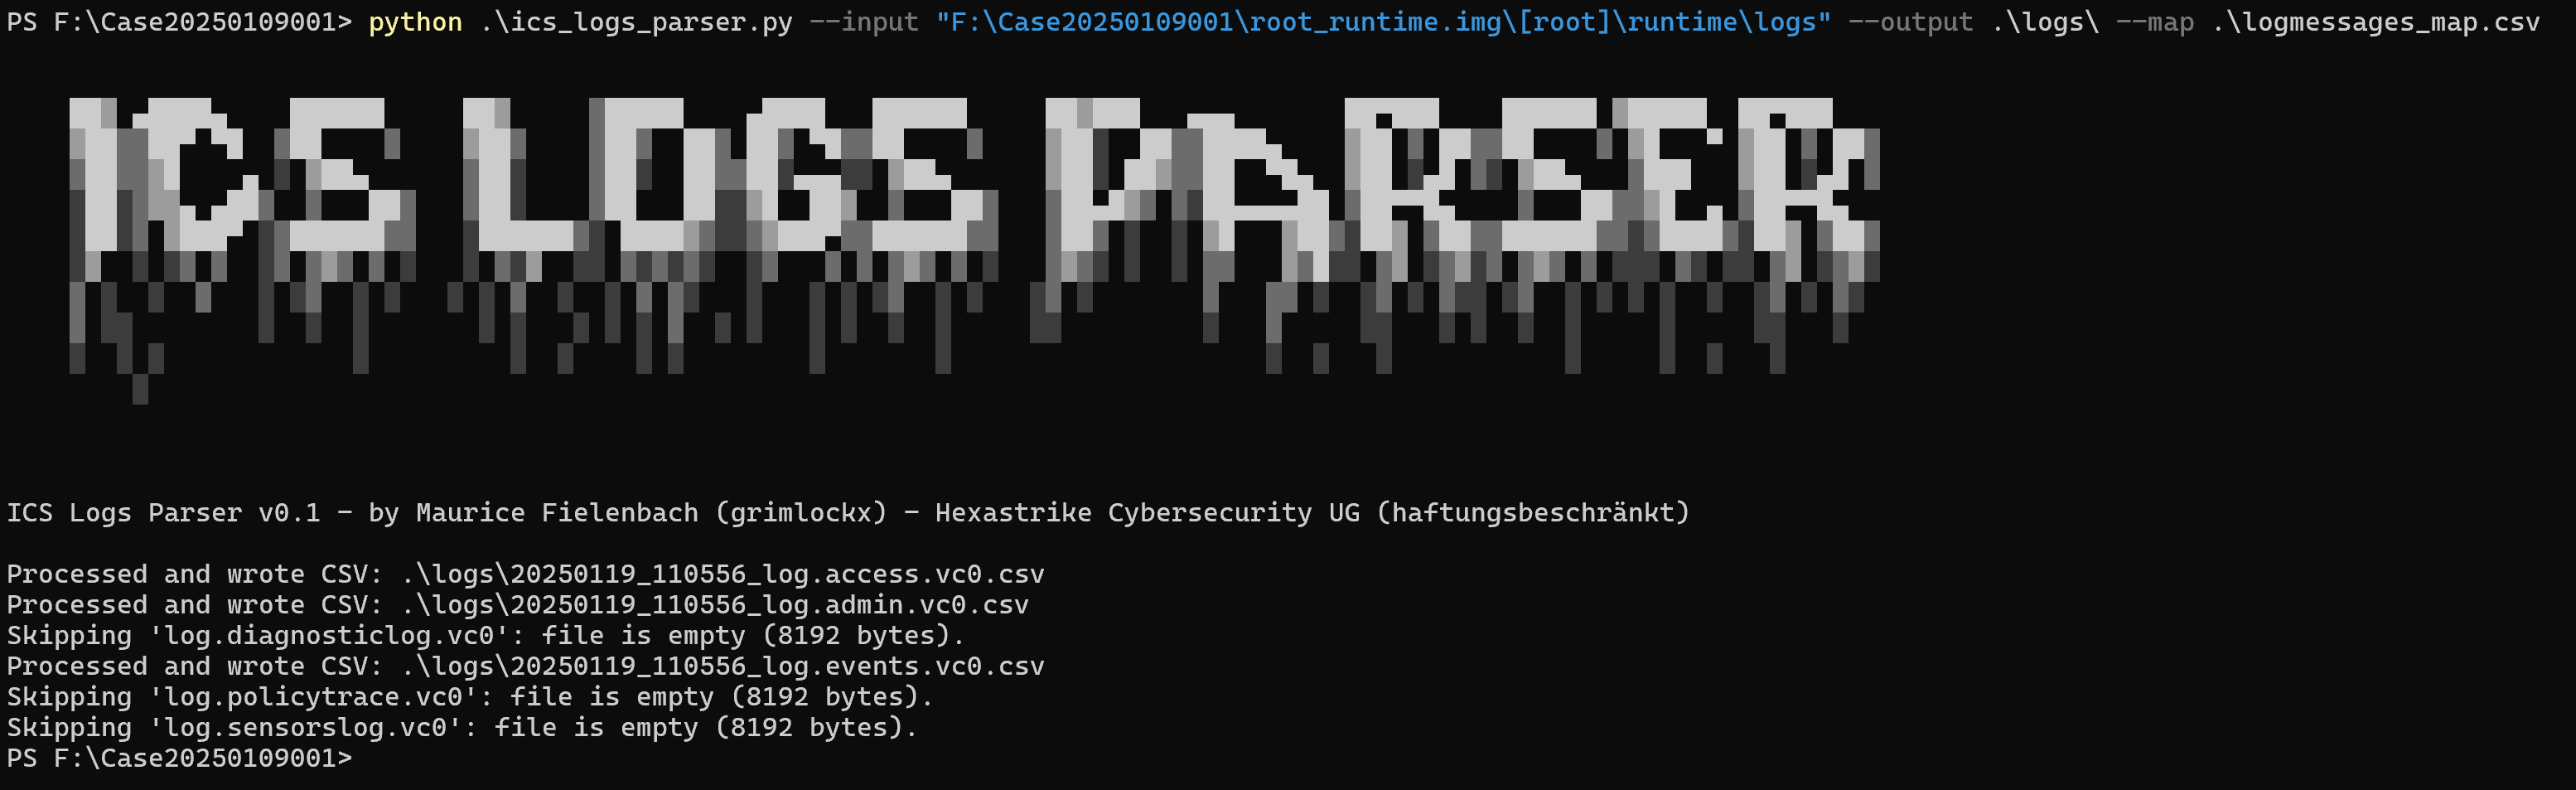 PS F:\Case20250109001> python .\ics_logs_parser.py --input "F:\Case20250109001\root_runtime.img\[root]\runtime\logs" --output .\logs\ --map .\logmessages_map.csv
ICS LOGS PARSER
ICS Logs Parser v0.1 - by Maurice Fielenbach (grimlockx) - Hexastrike Cybersecurity UG (haftungsbeschränkt)
Processed and wrote CSV: .\logs\20250119_110556_log.access.vc0.csv
Processed and wrote CSV: .\logs\20250119_110556_log.admin.vc0.csv
Skipping 'log.diagnosticlog.vc0': file is empty (8192 bytes).
Processed and wrote CSV: .\logs\20250119_110556_log.events.vc0.csv
Skipping 'log.policytrace.vc0': file is empty (8192 bytes).
Skipping 'log.sensorslog.vc0': file is empty (8192 bytes).
PS F:\Case20250109001>